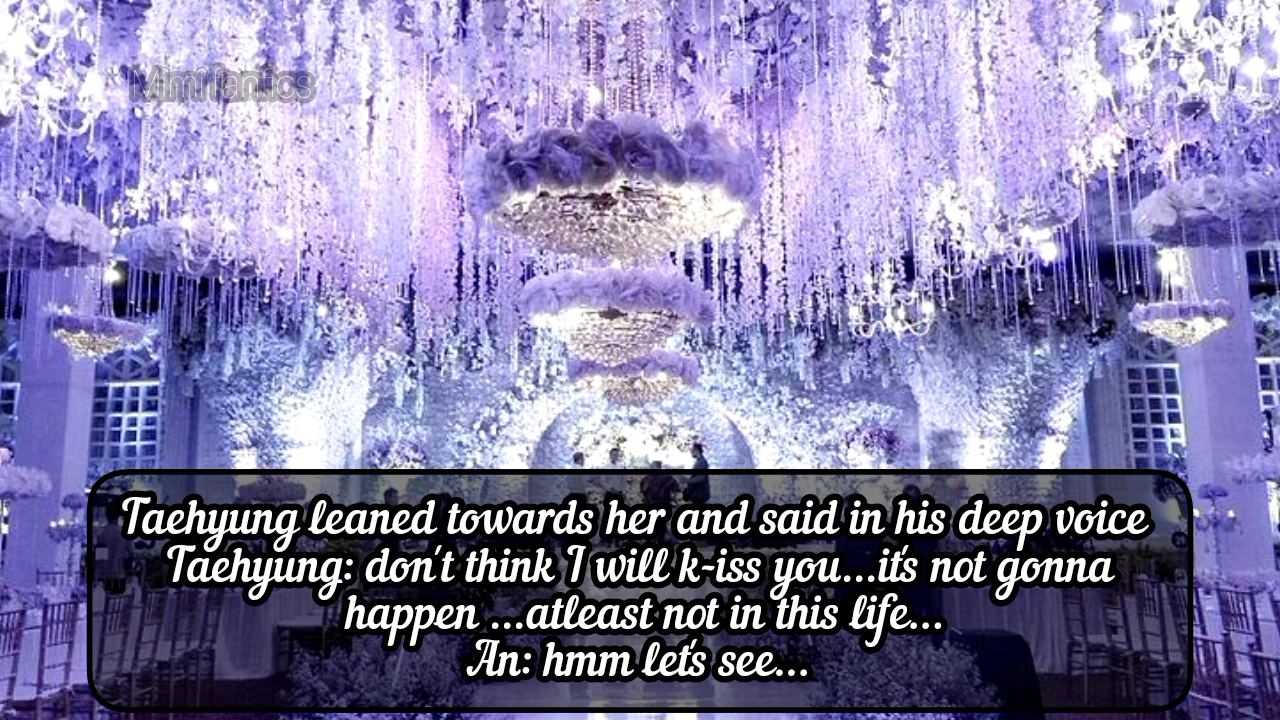 Taehyung leaned towards her and said in his deep voice
Taehyung: don't think I will k-iss you...it's not gonna
happen ...atleast not in this life...
An: hmm let's see...